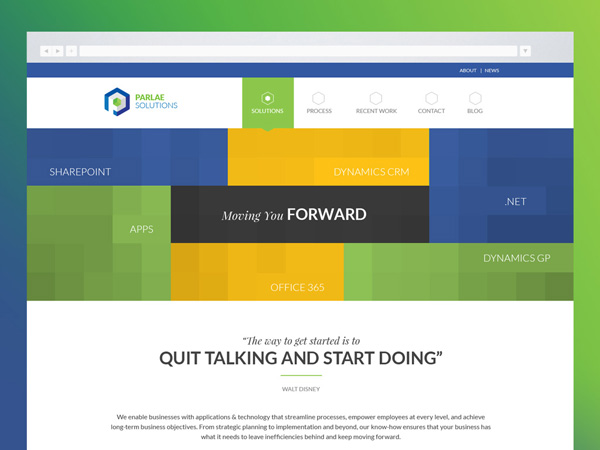 ABOUT | NEWS
PARLAE
SOLUTIONS
SOLUTIONS PROCESS RECENT WORK CONTACT BLOG
SHAREPOINT
DYNAMICS CRM
.NET
Moving You FORWARD
APPS
DYNAMICS GP
OFFICE 365
“The way to get started is to
QUIT TALKING AND START DOING”
WALT DISNEY
We enable businesses with applications & technology that streamline processes, empower employees at every level, and achieve
long-term business objectives. From strategic planning to implementation and beyond, our know-how ensures that your business has
what it needs to leave inefficiencies behind and keep moving forward.